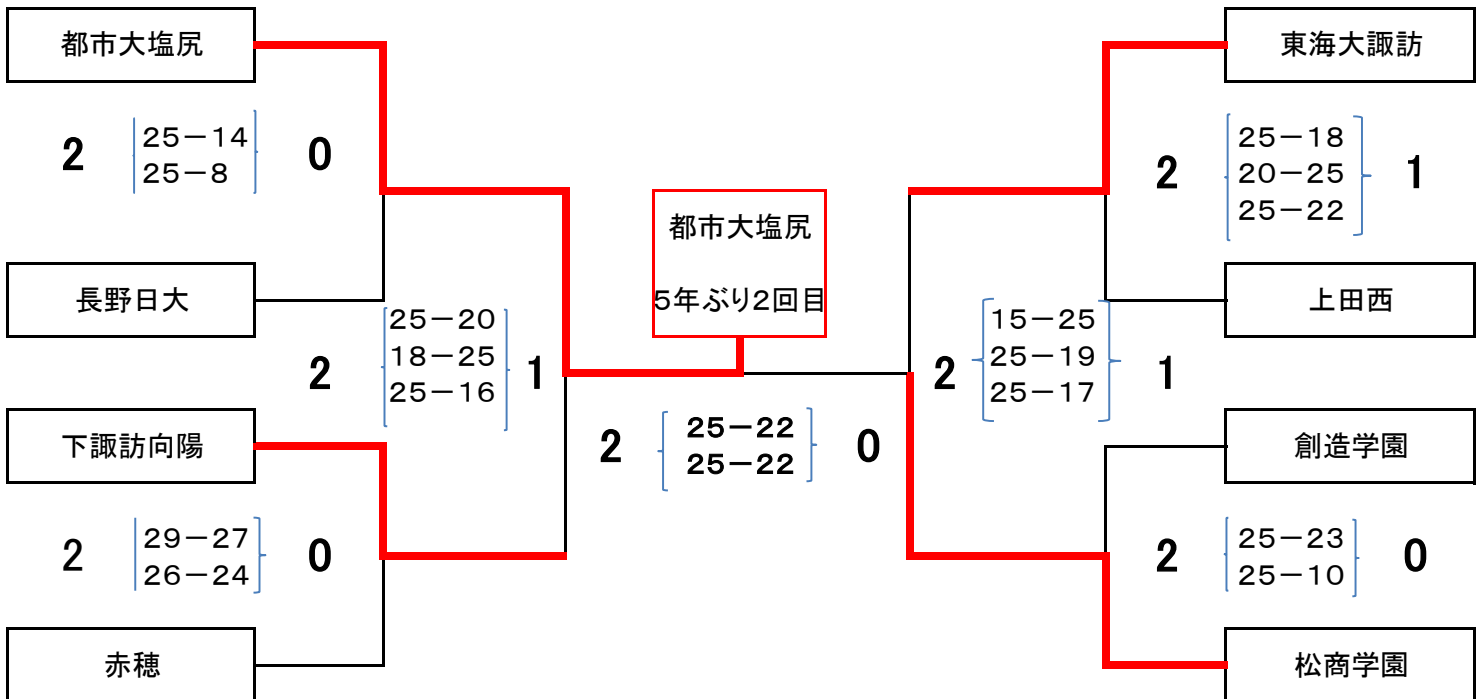 都市大塩尻
2 25－14 0
25－8
長野日大
2 25－20 1
18－25
25－16
下諏訪向陽
2 29－27 0
26－24
赤穂
都市大塩尻
5年ぶり2回目
2 25－22 0
25－22
東海大諏訪
2 25－18 1
20－25
25－22
上田西
2 15－25 1
25－19
25－17
創造学園
2 25－23 0
25－10
松商学園